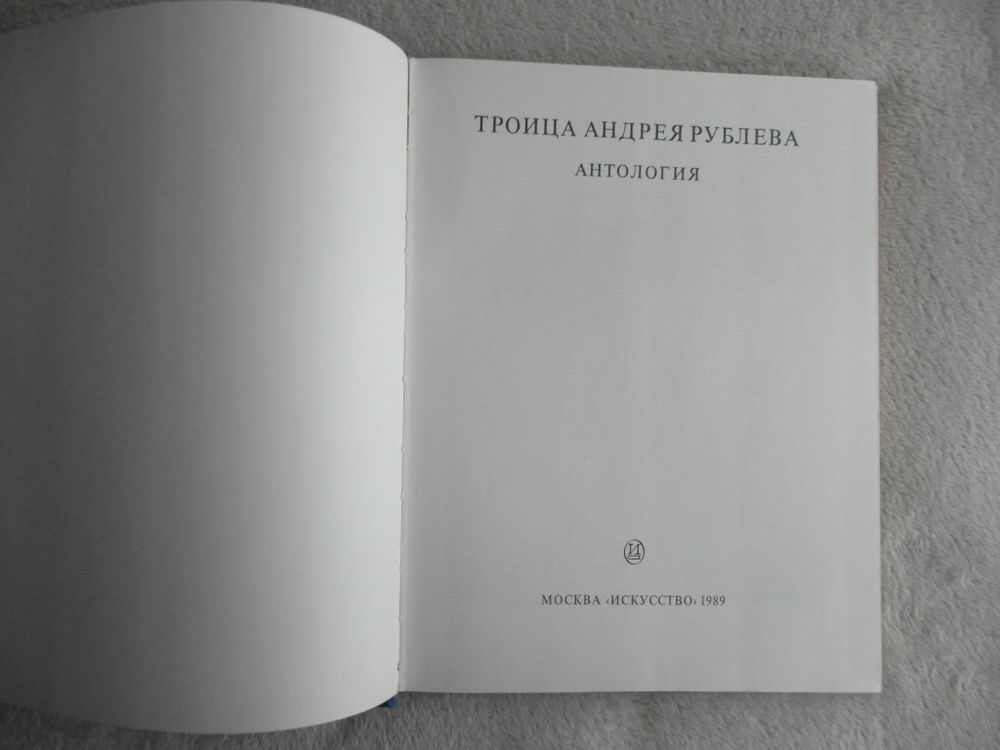 ТРОИЦА АНДРЕЯ РУБЛЕВА
АНТОЛОГИЯ
И
МОСКВА ‹ИСКУССТВО› 1989